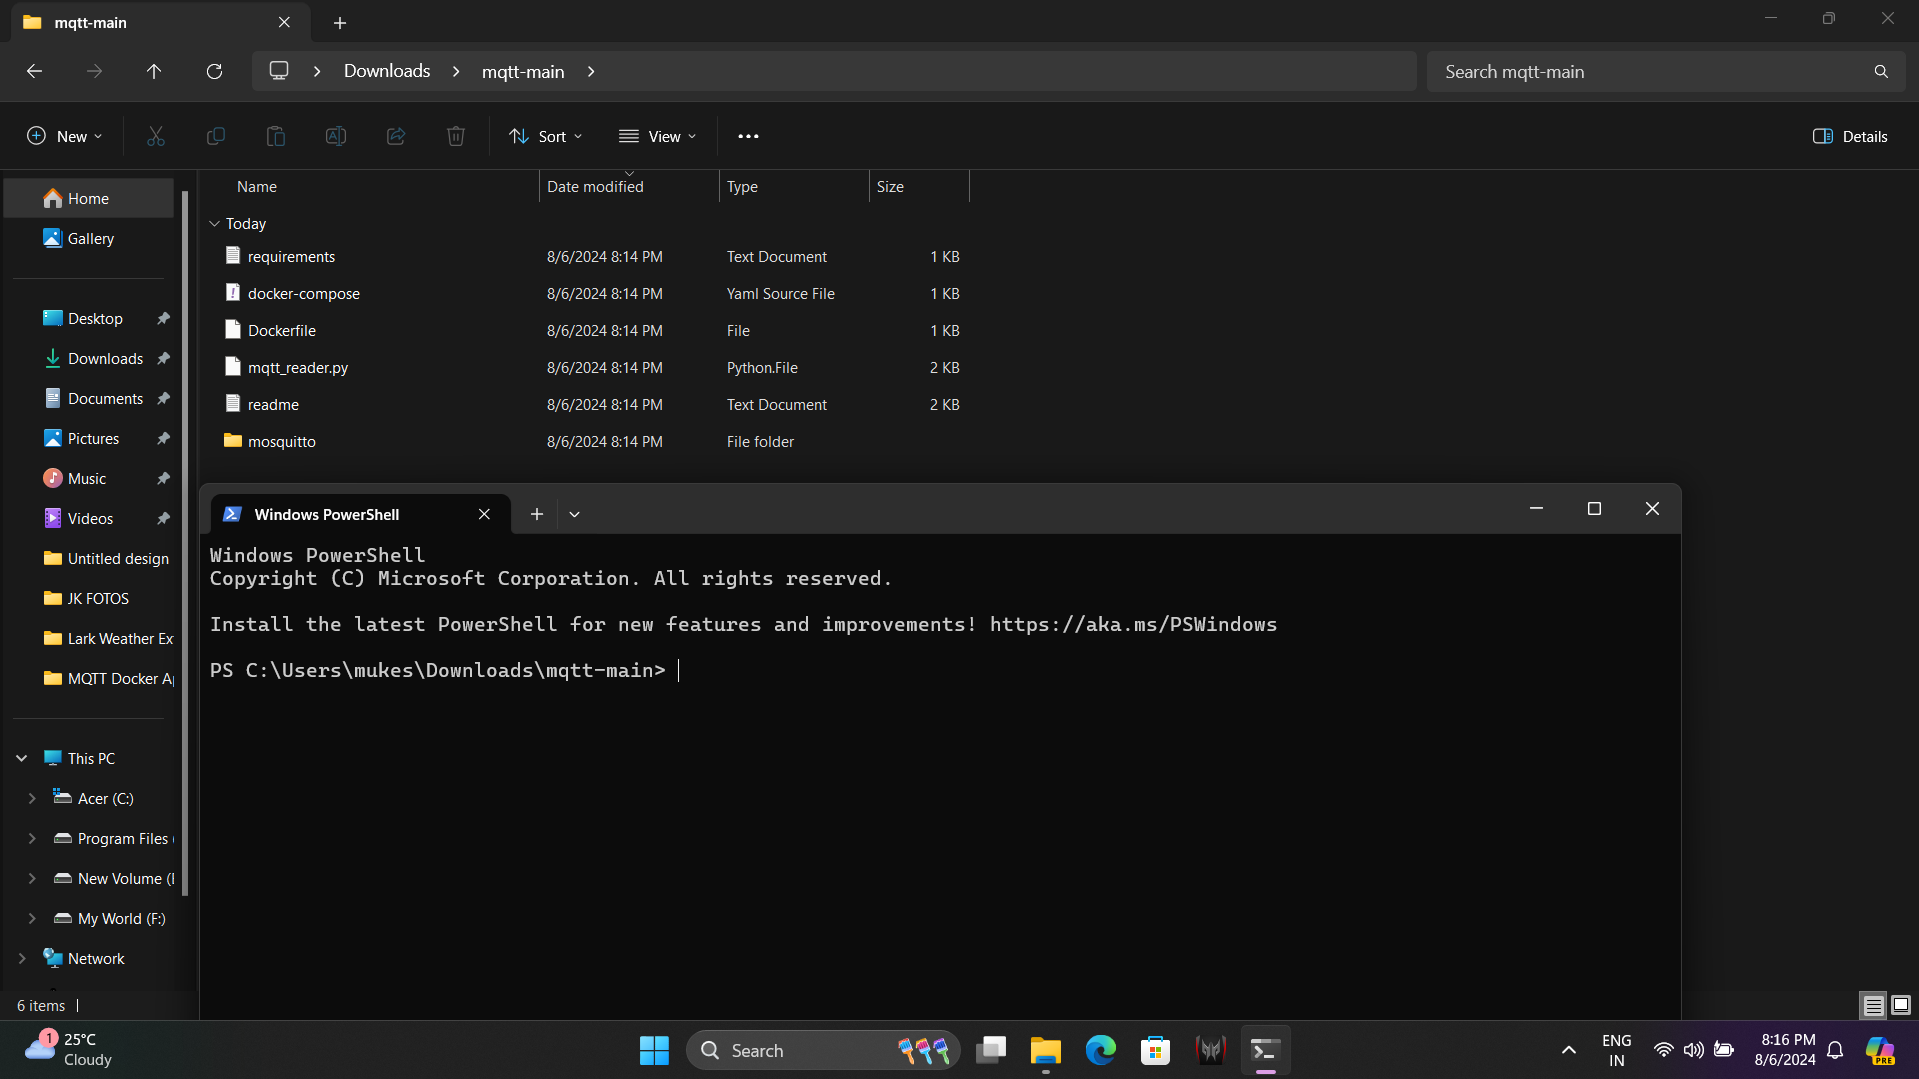 mqtt-main
Downloads
mqtt-main
Search mqtt-main
New
Sort
View
Details
Name
Date modified
Type
Size
Today
requirements 8/6/2024 8:14 PM Text Document 1 KB
docker-compose 8/6/2024 8:14 PM Yaml Source File 1 KB
Dockerfile 8/6/2024 8:14 PM File 1 KB
mqtt_reader.py 8/6/2024 8:14 PM Python.File 2 KB
readme 8/6/2024 8:14 PM Text Document 2 KB
mosquitto 8/6/2024 8:14 PM File folder
Home
Gallery
Desktop
Downloads
Documents
Pictures
Music
Videos
Untitled design
JK FOTOS
Lark Weather Ex
MQTT Docker Ap
This PC
Acer (C:)
Program Files (
New Volume (E
My World (F:)
Network
6 items
Windows PowerShell
Windows PowerShell
Copyright (C) Microsoft Corporation. All rights reserved.
Install the latest PowerShell for new features and improvements! https://aka.ms/PSWindows
PS C:\Users\mukes\Downloads\mqtt-main>
1
25°C
Cloudy
Search
ENG
IN
8:16 PM
8/6/2024
PRE